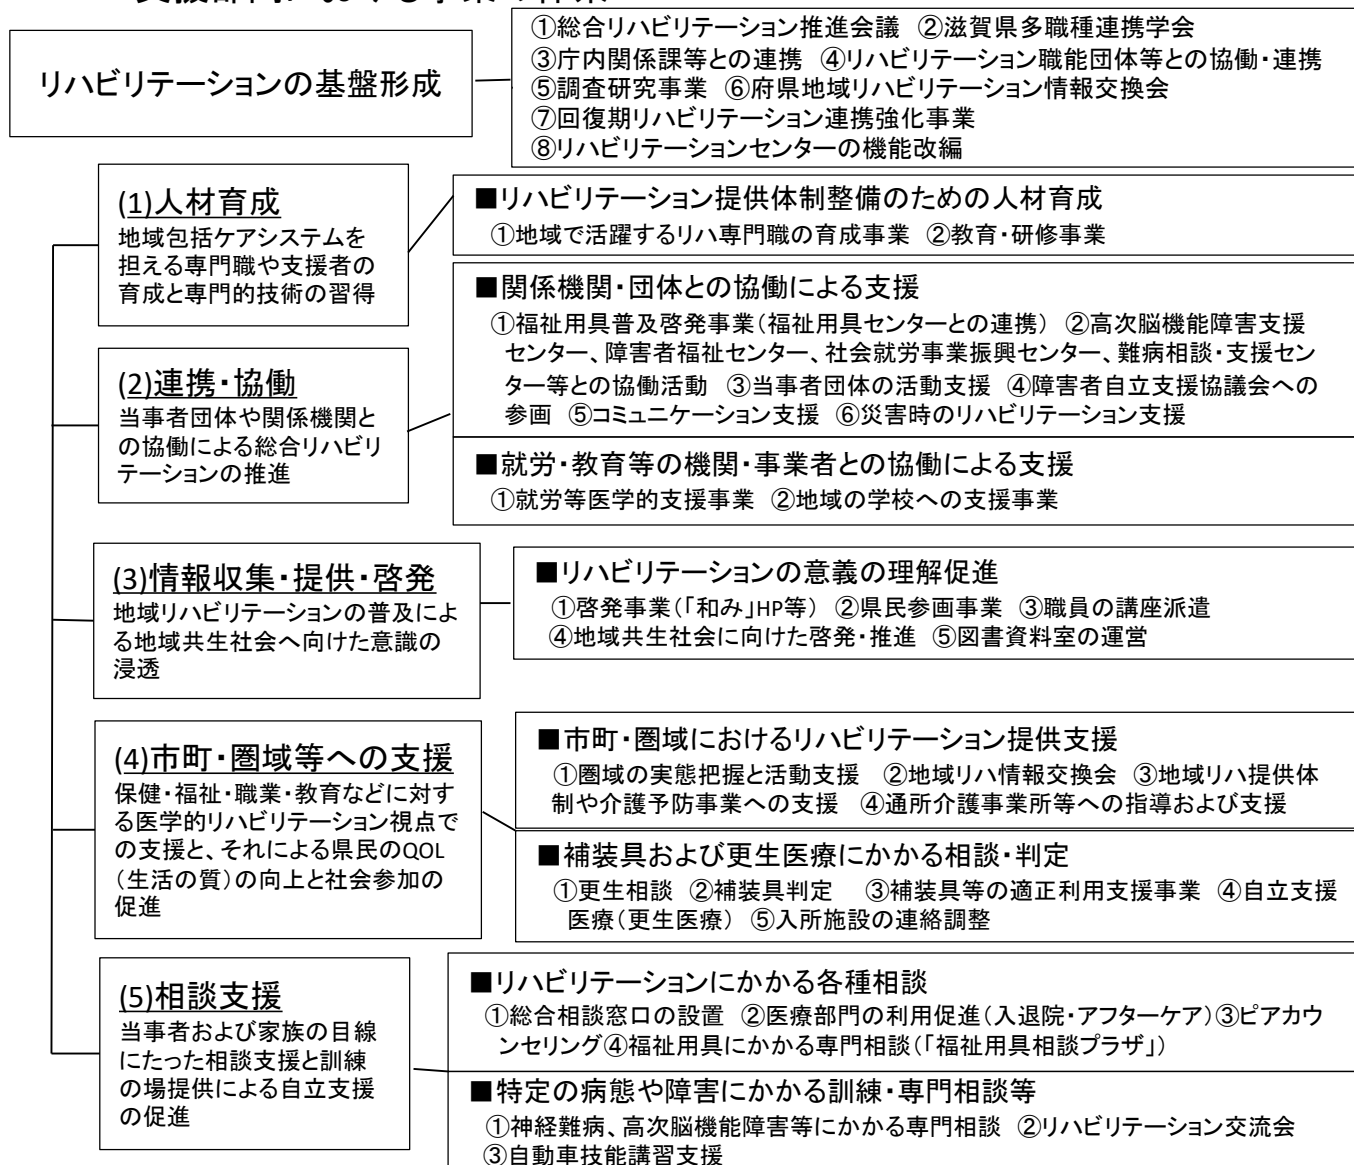 リハビリテーションの基盤形成
①総合リハビリテーション推進会議 ②滋賀県多職種連携学会
③庁内関係課等との連携 ④リハビリテーション職能団体等との協働・連携
⑤調査研究事業 ⑥府県地域リハビリテーション情報交換会
⑦回復期リハビリテーション連携強化事業
⑧リハビリテーションセンターの機能改編
(1)人材育成
地域包括ケアシステムを
担える専門職や支援者の
育成と専門的技術の習得
■リハビリテーション提供体制整備のための人材育成
①地域で活躍するリハ専門職の育成事業 ②教育・研修事業
(2)連携・協働
当事者団体や関係機関と
の協働による総合リハビリ
テーションの推進
■関係機関・団体との協働による支援
①福祉用具普及啓発事業(福祉用具センターとの連携) ②高次脳機能障害支援
センター、障害者福祉センター、社会就労事業振興センター、難病相談・支援セン
ター等との協働活動 ③当事者団体の活動支援 ④障害者自立支援協議会への
参画 ⑤コミュニケーション支援 ⑥災害時のリハビリテーション支援
■就労・教育等の機関・事業者との協働による支援
①就労等医学的支援事業 ②地域の学校への支援事業
(3)情報収集・提供・啓発
地域リハビリテーションの普及によ
る地域共生社会へ向けた意識の
浸透
■リハビリテーションの意義の理解促進
①啓発事業(「和み」HP等) ②県民参画事業 ③職員の講座派遣
④地域共生社会に向けた啓発・推進 ⑤図書資料室の運営
(4)市町・圏域等への支援
保健・福祉・職業・教育などに対す
る医学的リハビリテーション視点で
の支援と、それによる県民のQOL
(生活の質)の向上と社会参加の
促進
■市町・圏域におけるリハビリテーション提供支援
①圏域の実態把握と活動支援 ②地域リハ情報交換会 ③地域リハ提供体
制や介護予防事業への支援 ④通所介護事業所等への指導および支援
■補装具および更生医療にかかる相談・判定
①更生相談 ②補装具判定 ③補装具等の適正利用支援事業 ④自立支援
医療(更生医療) ⑤入所施設の連絡調整
(5)相談支援
当事者および家族の目線
にたった相談支援と訓練
の場提供による自立支援
の促進
■リハビリテーションにかかる各種相談
①総合相談窓口の設置 ②医療部門の利用促進(入退院・アフターケア)③ピアカウ
ンセリング④福祉用具にかかる専門相談(「福祉用具相談プラザ」)
■特定の病態や障害にかかる訓練・専門相談等
①神経難病、高次脳機能障害等にかかる専門相談 ②リハビリテーション交流会
③自動車技能講習支援